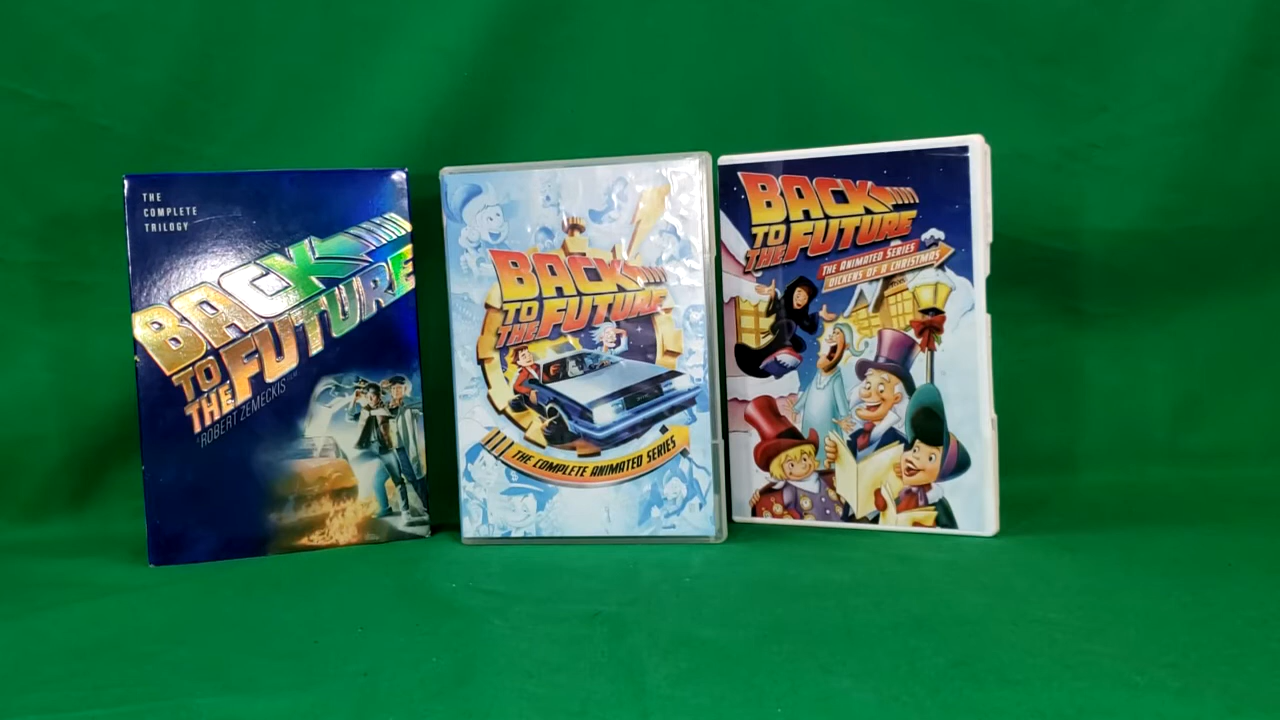 THE
COMPLETE
TRILOGY
BACK
TO
THE FUTURE
A ROBERT ZEMECKIS FILM
BACK
TO
THE FUTURE
THE COMPLETE ANIMATED SERIES
BACK
TO
THE FUTURE
THE ANIMATED SERIES
DICKENS OF A CHRISTMAS